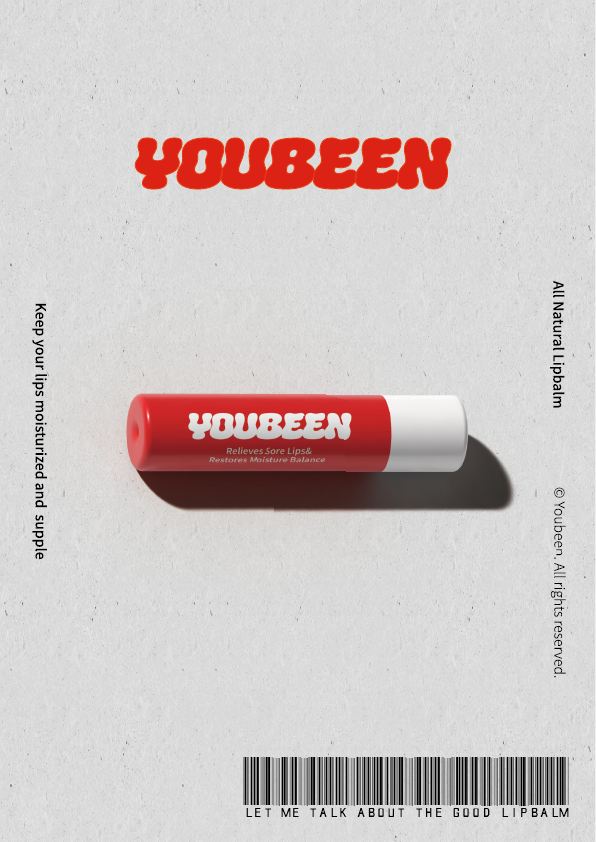 YOUBEEN
Keep your lips moisturized and supple
All Natural Lipbalm
YOUBEEN
Relieves Sore Lips&
Restores Moisture Balance
© Youbeen. All rights reserved.
LET ME TALK ABOUT THE GOOD LIPBALM